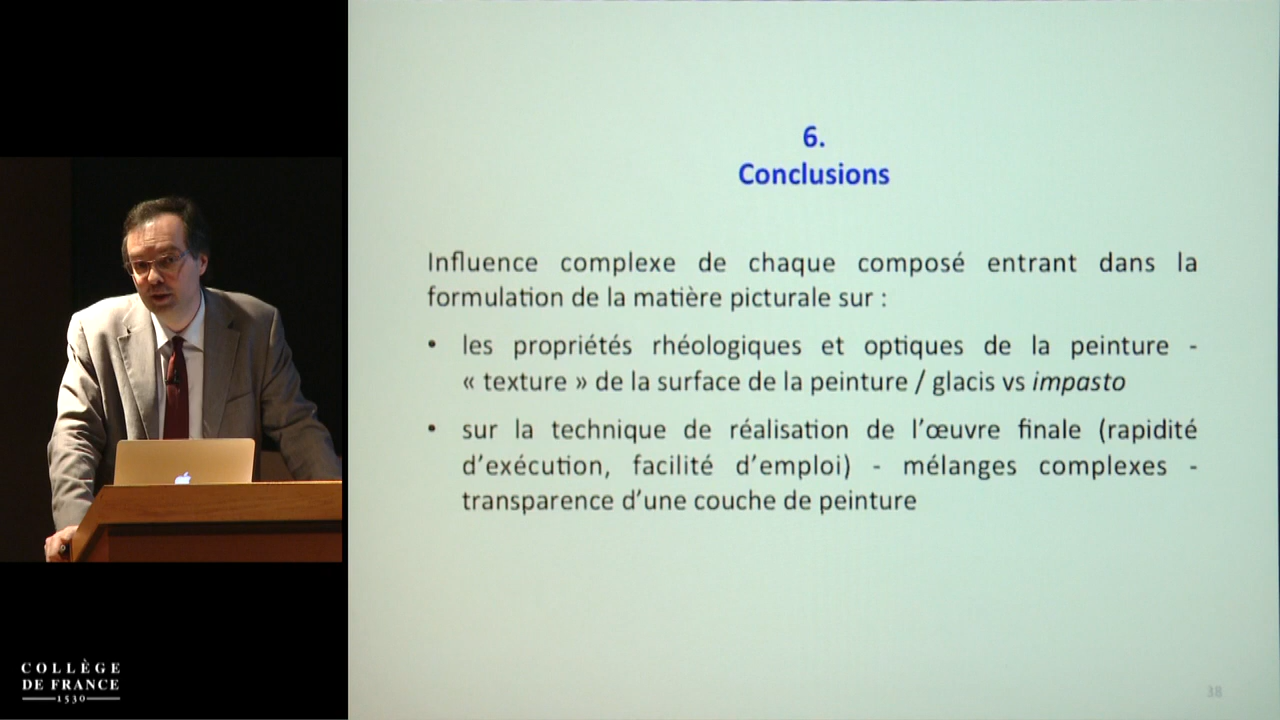 6.
Conclusions
Influence complexe de chaque composé entrant dans la
formulation de la matière picturale sur :
• les propriétés rhéologiques et optiques de la peinture -
« texture » de la surface de la peinture / glacis vs impasto
• sur la technique de réalisation de l’œuvre finale (rapidité
d’exécution, facilité d’emploi) - mélanges complexes -
transparence d’une couche de peinture
38
COLLÈGE
DE FRANCE
1530